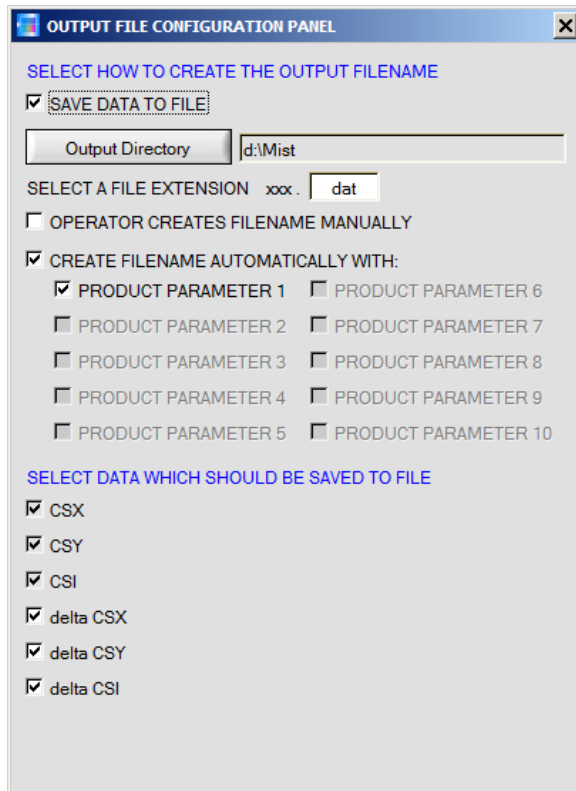 OUTPUT FILE CONFIGURATION PANEL
SELECT HOW TO CREATE THE OUTPUT FILENAME
SAVE DATA TO FILE
Output Directory d:\Mist
SELECT A FILE EXTENSION xxx . dat
OPERATOR CREATES FILENAME MANUALLY
CREATE FILENAME AUTOMATICALLY WITH:
PRODUCT PARAMETER 1 PRODUCT PARAMETER 6
PRODUCT PARAMETER 2 PRODUCT PARAMETER 7
PRODUCT PARAMETER 3 PRODUCT PARAMETER 8
PRODUCT PARAMETER 4 PRODUCT PARAMETER 9
PRODUCT PARAMETER 5 PRODUCT PARAMETER 10
SELECT DATA WHICH SHOULD BE SAVED TO FILE
CSX
CSY
CSI
delta CSX
delta CSY
delta CSI